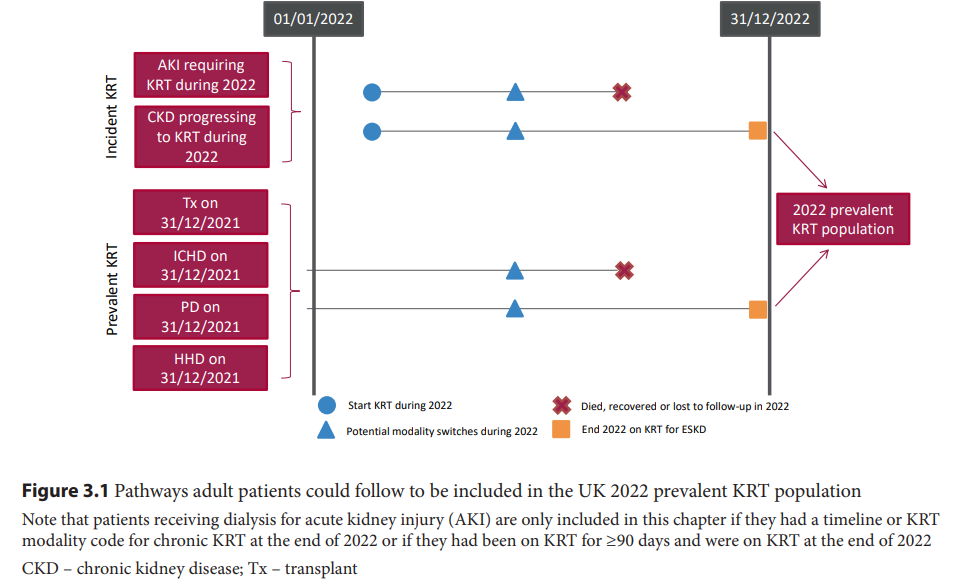 01/01/2022
31/12/2022
Incident KRT
AKI requiring
KRT during 2022
CKD progressing
to KRT during
2022
Prevalent KRT
Tx on
31/12/2021
ICHD on
31/12/2021
PD on
31/12/2021
HHD on
31/12/2021
2022 prevalent
KRT population
Start KRT during 2022
Died, recovered or lost to follow-up in 2022
Potential modality switches during 2022
End 2022 on KRT for ESKD
Figure 3.1 Pathways adult patients could follow to be included in the UK 2022 prevalent KRT population
Note that patients receiving dialysis for acute kidney injury (AKI) are only included in this chapter if they had a timeline or KRT
modality code for chronic KRT at the end of 2022 or if they had been on KRT for ≥90 days and were on KRT at the end of 2022
CKD – chronic kidney disease; Tx – transplant